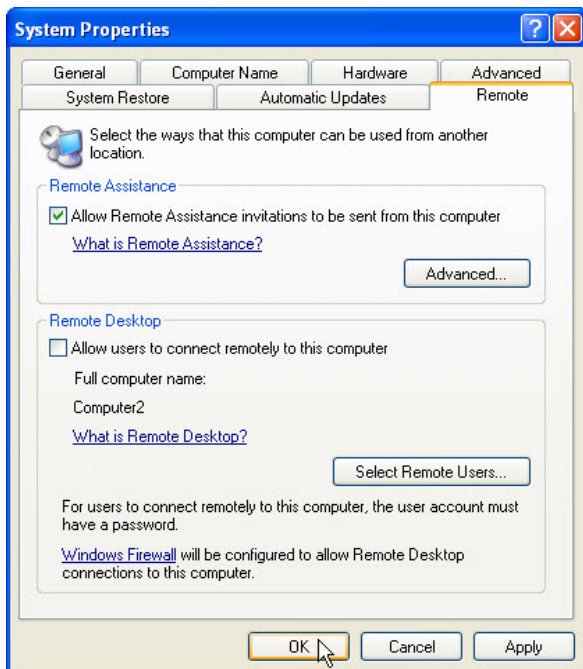 System Properties
General
Computer Name
Hardware
Advanced
System Restore
Automatic Updates
Remote
Select the ways that this computer can be used from another
location.
Remote Assistance
Allow Remote Assistance invitations to be sent from this computer
What is Remote Assistance?
Advanced...
Remote Desktop
Allow users to connect remotely to this computer
Full computer name:
Computer2
What is Remote Desktop?
Select Remote Users...
For users to connect remotely to this computer, the user account must
have a password.
Windows Firewall will be configured to allow Remote Desktop
connections to this computer.
OK
Cancel
Apply